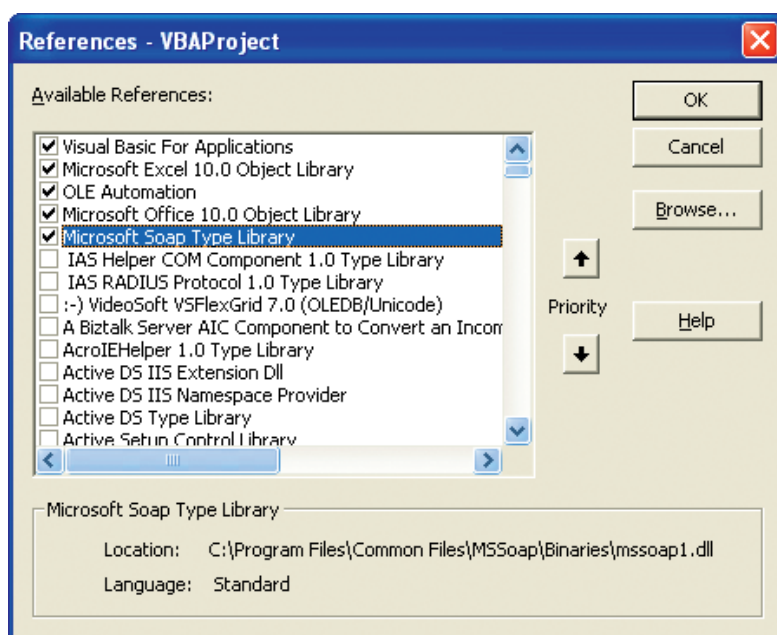 References - VBAProject
Available References:
OK
Cancel
Browse...
Priority
Help
Visual Basic For Applications
Microsoft Excel 10.0 Object Library
OLE Automation
Microsoft Office 10.0 Object Library
Microsoft Soap Type Library
IAS Helper COM Component 1.0 Type Library
IAS RADIUS Protocol 1.0 Type Library
:-) VideoSoft VSFlexGrid 7.0 (OLEDB/Unicode)
A Biztalk Server AIC Component to Convert an Incom
AcroIEHelper 1.0 Type Library
Active DS IIS Extension Dll
Active DS IIS Namespace Provider
Active DS Type Library
Active Setup Control Library
Microsoft Soap Type Library
Location: C:\Program Files\Common Files\MSSoap\Binaries\mssoap1.dll
Language: Standard